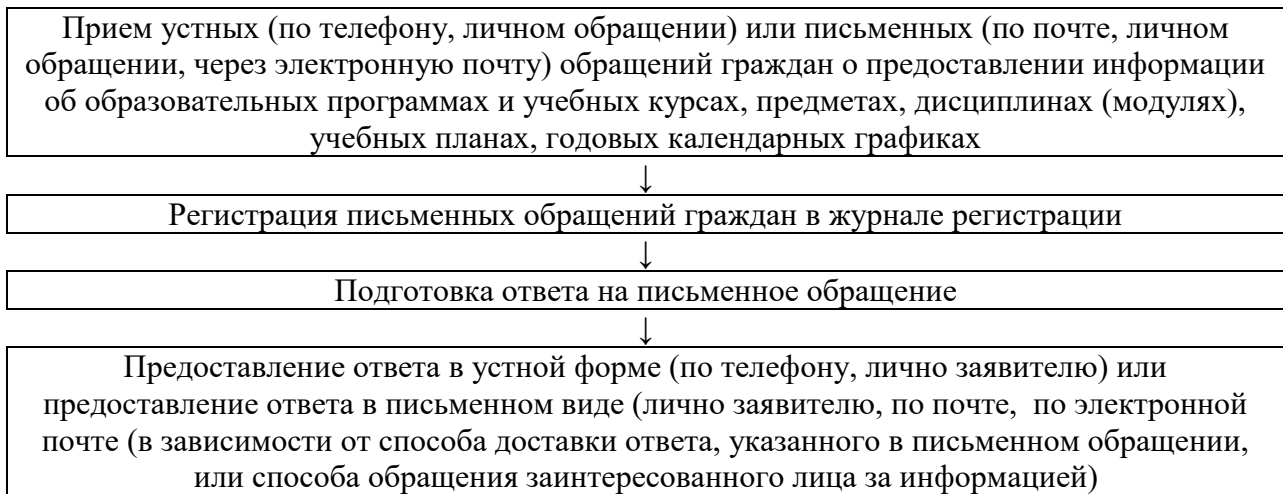 Прием устных (по телефону, личном обращении) или письменных (по почте, личном
обращении, через электронную почту) обращений граждан о предоставлении информации
об образовательных программах и учебных курсах, предметах, дисциплинах (модулях),
учебных планах, годовых календарных графиках
↓
Регистрация письменных обращений граждан в журнале регистрации
↓
Подготовка ответа на письменное обращение
↓
Предоставление ответа в устной форме (по телефону, лично заявителю) или
предоставление ответа в письменном виде (лично заявителю, по почте, по электронной
почте (в зависимости от способа доставки ответа, указанного в письменном обращении,
или способа обращения заинтересованного лица за информацией)